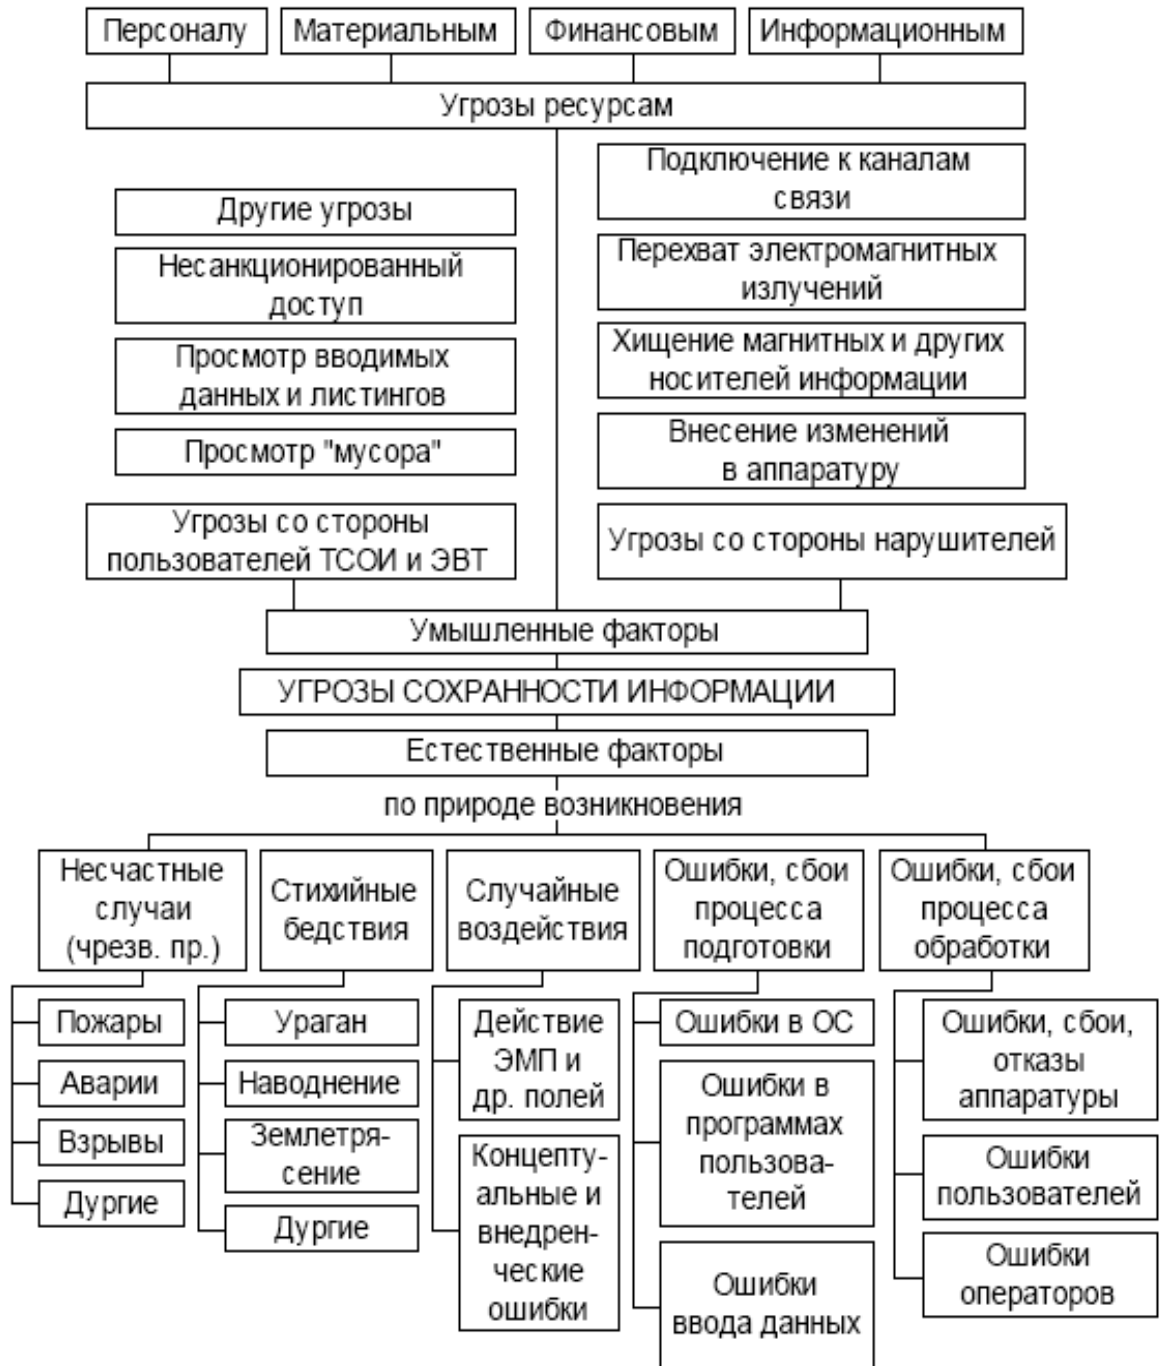 Персоналу
Материальным
Финансовым
Информационным
Угрозы ресурсам
Другие угрозы
Несанкционированный
доступ
Просмотр вводимых
данных и листингов
Просмотр "мусора"
Угрозы со стороны
пользователей ТСОИ и ЭВТ
Подключение к каналам
связи
Перехват электромагнитных
излучений
Хищение магнитных и других
носителей информации
Внесение изменений
в аппаратуру
Угрозы со стороны нарушителей
Умышленные факторы
УГРОЗЫ СОХРАННОСТИ ИНФОРМАЦИИ
Естественные факторы
по природе возникновения
Несчастные
случаи
(чрезв. пр.)
Пожары
Аварии
Взрывы
Дургие
Стихийные
бедствия
Ураган
Наводнение
Землетря-
сение
Дургие
Случайные
воздействия
Действие
ЭМП и
др. полей
Концепту-
альные и
внедрен-
ческие
ошибки
Ошибки, сбои
процесса
подготовки
Ошибки в ОС
Ошибки в
программах
пользова-
телей
Ошибки
ввода данных
Ошибки, сбои
процесса
обработки
Ошибки, сбои,
отказы
аппаратуры
Ошибки
пользователей
Ошибки
операторов